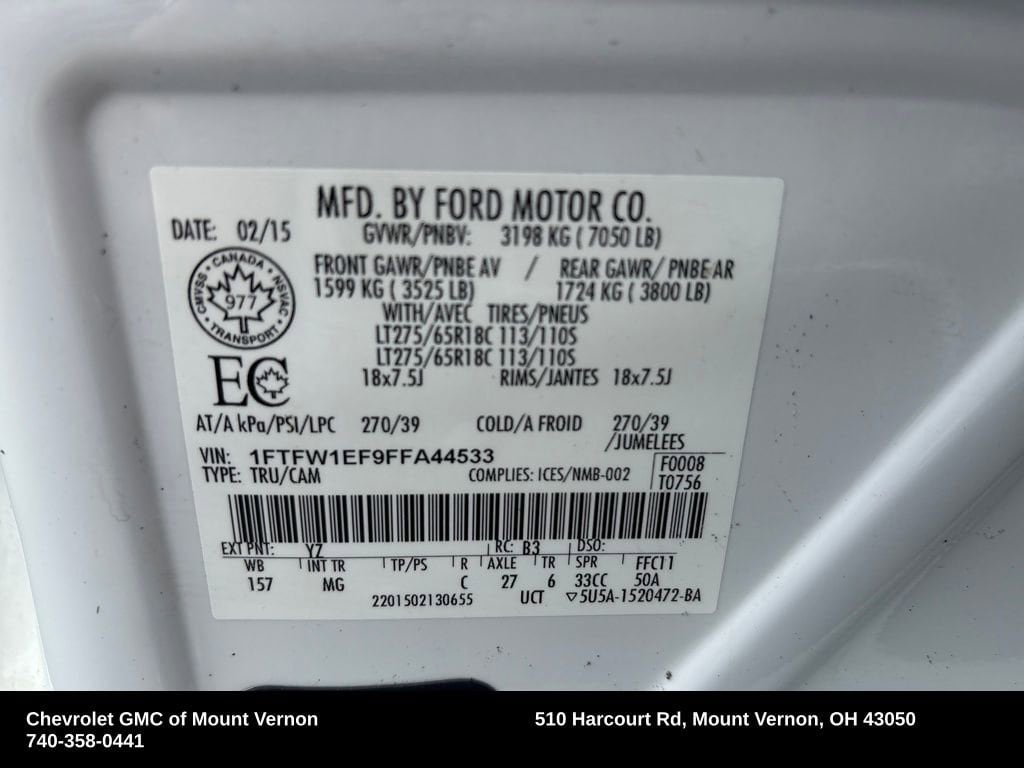 MFD. BY FORD MOTOR CO.
DATE: 02/15
GVWR/PNBV: 3198 KG ( 7050 LB)
FRONT GAWR/PNBE AV / REAR GAWR/ PNBE AR
1599 KG ( 3525 LB) 1724 KG ( 3800 LB)
WITH/AVEC TIRES/PNEUS
LT275/65R18C 113/110S
LT275/65R18C 113/110S
18x7.5J RIMS/JANTES 18x7.5J
CANADA
CMVSS 977 NSVAC
TRANSPORT
EC
AT/A kPa/PSI/LPC 270/39 COLD/A FROID 270/39
/JUMELEES
VIN: 1FTFW1EF9FFA44533
TYPE: TRU/CAM COMPLIES: ICES/NMB-002
F0008
T0756
EXT PNT: YZ RC: B3 DSO:
WB INT TR TP/PS R AXLE TR SPR FFC11
157 MG C 27 6 33CC 50A
2201502130655 UCT ▽5U5A-1520472-BA
Chevrolet GMC of Mount Vernon 510 Harcourt Rd, Mount Vernon, OH 43050
740-358-0441